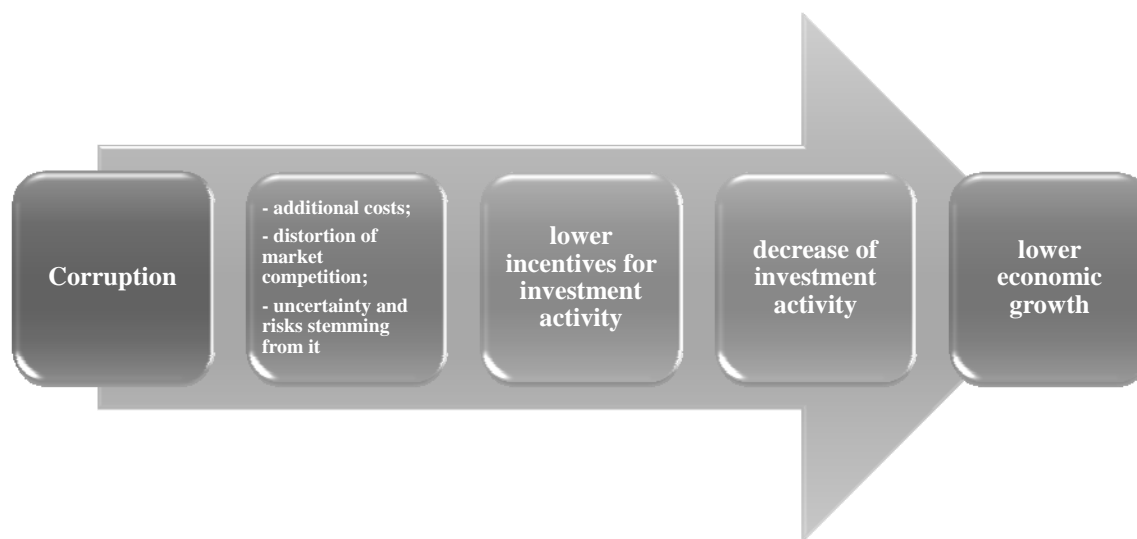 Corruption
- additional costs;
- distortion of
market
competition;
- uncertainty and
risks stemming
from it
lower
incentives for
investment
activity
decrease of
investment
activity
lower
economic
growth